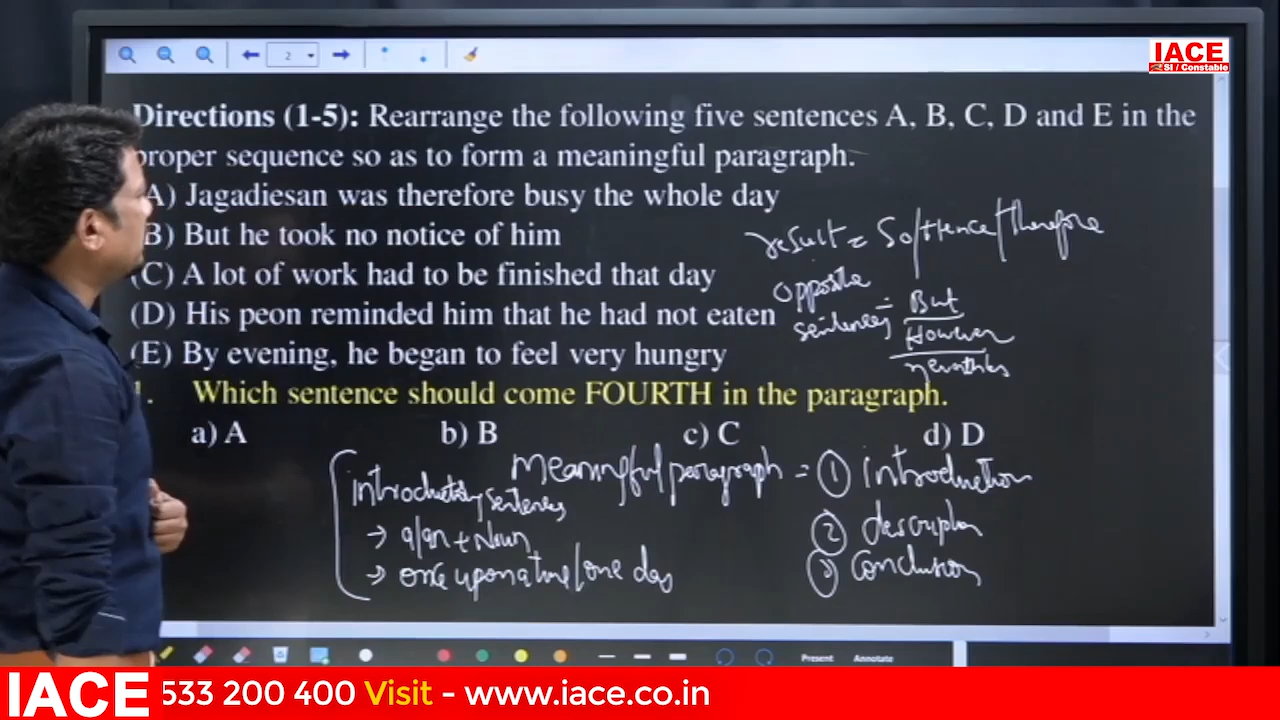 2
IACE
SI / Constable
Directions (1-5): Rearrange the following five sentences A, B, C, D and E in the
proper sequence so as to form a meaningful paragraph.
A) Jagadiesan was therefore busy the whole day
B) But he took no notice of him
(C) A lot of work had to be finished that day
(D) His peon reminded him that he had not eaten
(E) By evening, he began to feel very hungry
result = So/Hence/therefore
opposite sentences = But
However
1. Which sentence should come FOURTH in the paragraph.
a) A b) B c) C d) D
Meaningful paragraph = ① introduction
② description
③ Conclusion
introductory sentences
→ a/an + Noun
→ once upon a time/one day
Present Annotate
IACE 533 200 400 Visit - www.iace.co.in